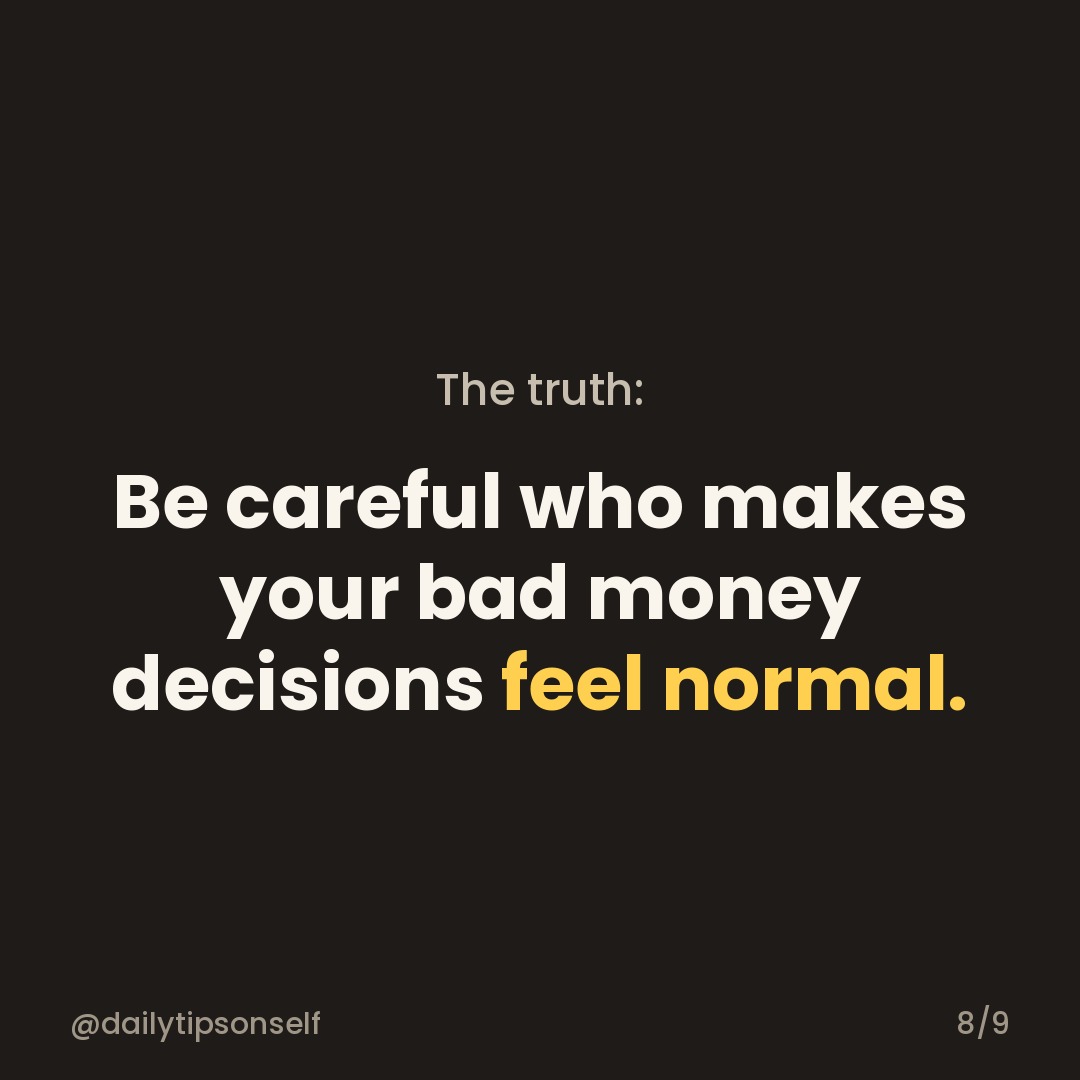 The truth:
Be careful who makes
your bad money
decisions feel normal.
@dailytipsonself
8/9